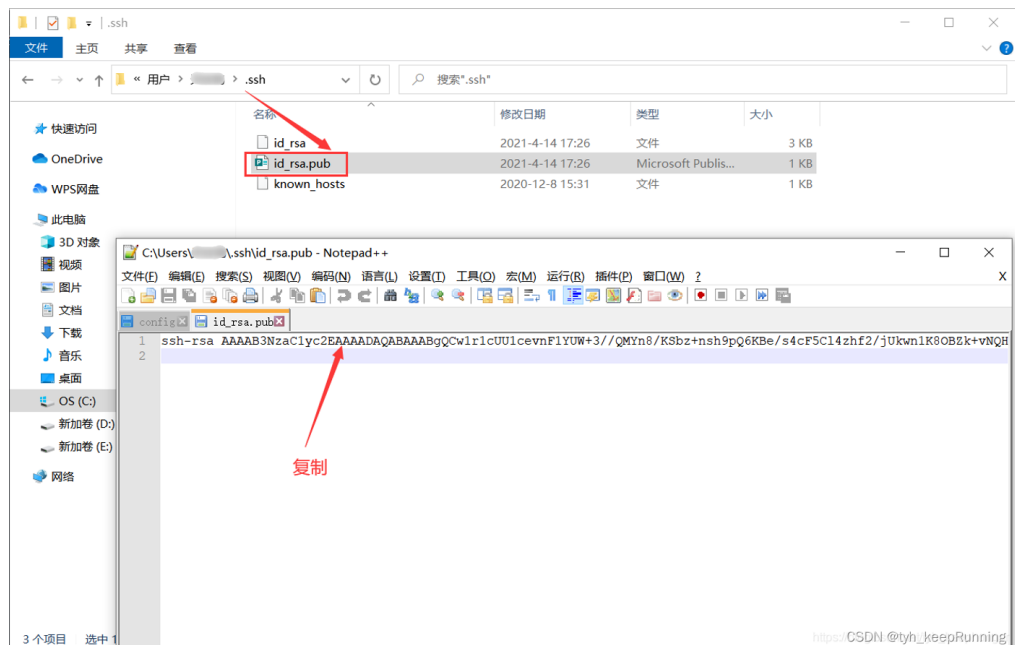 .ssh
文件 主页 共享 查看
« 用户 > > .ssh 搜索".ssh"
名称 修改日期 类型 大小
快速访问
OneDrive
WPS网盘
此电脑
3D 对象
视频
图片
文档
下载
音乐
桌面
OS (C:)
新加卷 (D:)
新加卷 (E:)
网络
id_rsa 2021-4-14 17:26 文件 3 KB
id_rsa.pub 2021-4-14 17:26 Microsoft Publis... 1 KB
known_hosts 2020-12-8 15:31 文件 1 KB
C:\Users\ \.ssh\id_rsa.pub - Notepad++
文件(F) 编辑(E) 搜索(S) 视图(V) 编码(N) 语言(L) 设置(T) 工具(O) 宏(M) 运行(R) 插件(P) 窗口(W) ? X
config id_rsa.pub
1 ssh-rsa AAAAB3NzaC1yc2EAAAADAQABAAABgQCw1r1cUU1cevnF1YUW+3//QMYn8/KSbz+nsh9pQ6KBe/s4cF5Cl4zhf2/jUkwn1K8OBZk+vNQH
2
复制
3 个项目 选中 1
CSDN @tyh_keepRunning